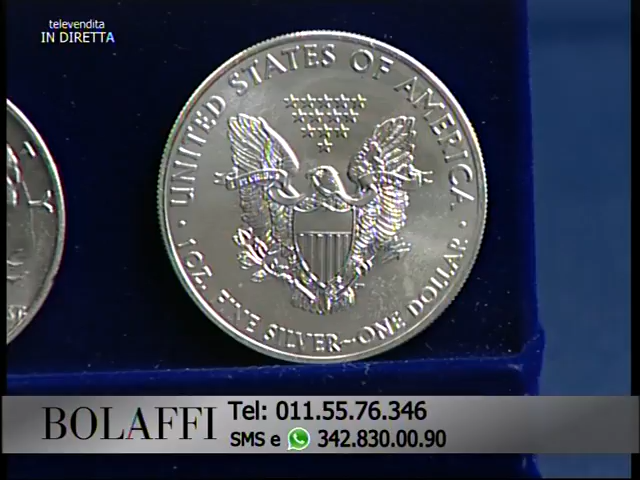 televendita
IN DIRETTA
UNITED STATES OF AMERICA
1 OZ. FINE SILVER~ONE DOLLAR
BOLAFFI
Tel: 011.55.76.346
SMS e 342.830.00.90